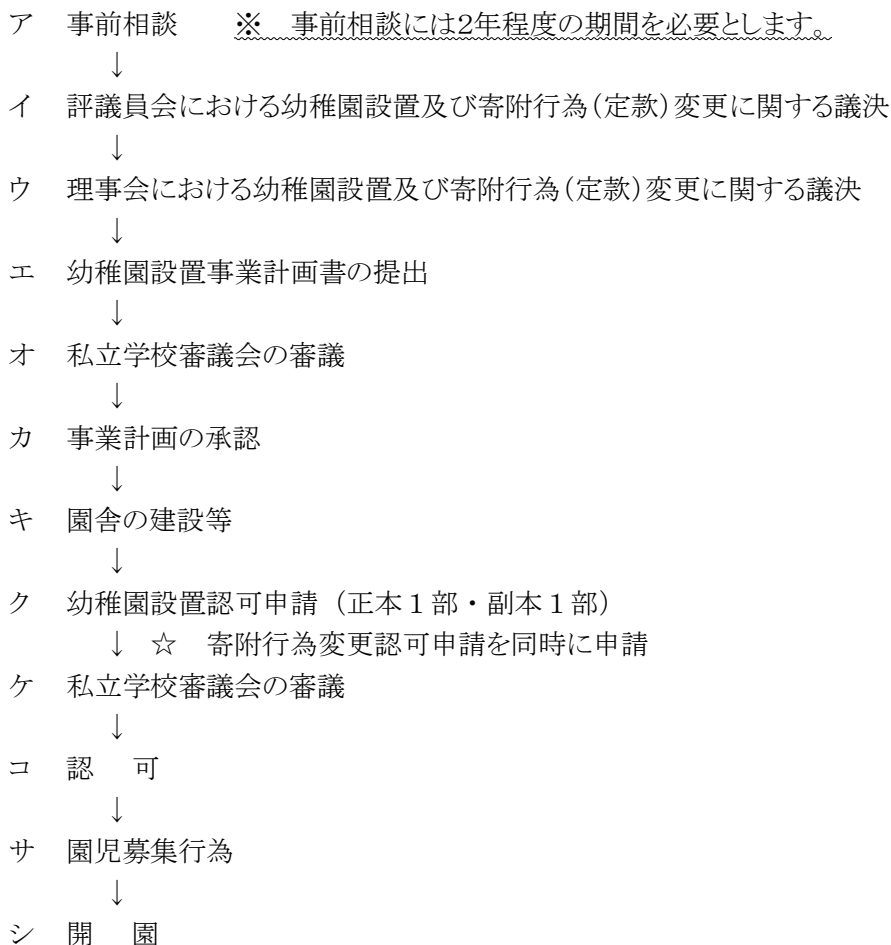 ア　事前相談　　※　事前相談には2年程度の期間を必要とします。
↓
イ　評議員会における幼稚園設置及び寄附行為(定款)変更に関する議決
↓
ウ　理事会における幼稚園設置及び寄附行為(定款)変更に関する議決
↓
エ　幼稚園設置事業計画書の提出
↓
オ　私立学校審議会の審議
↓
カ　事業計画の承認
↓
キ　園舎の建設等
↓
ク　幼稚園設置認可申請（正本１部・副本１部）
↓　☆　寄附行為変更認可申請を同時に申請
ケ　私立学校審議会の審議
↓
コ　認　　可
↓
サ　園児募集行為
↓
シ　開　　園